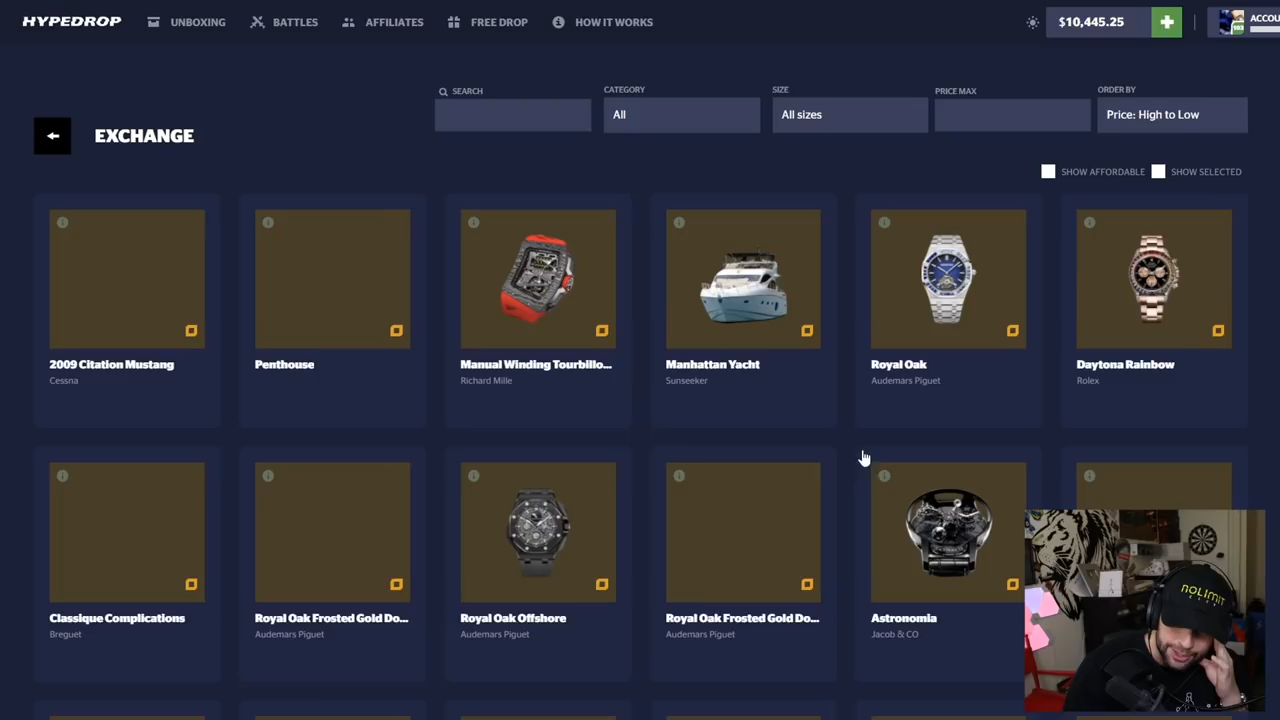 HYPEDROP
UNBOXING
BATTLES
AFFILIATES
FREE DROP
HOW IT WORKS
$10,445.25
103
ACCOU
SEARCH
CATEGORY
SIZE
PRICE MAX
ORDER BY
All
All sizes
Price: High to Low
EXCHANGE
SHOW AFFORDABLE
SHOW SELECTED
2009 Citation Mustang
Cessna
Penthouse
Manual Winding Tourbillo...
Richard Mille
Manhattan Yacht
Sunseeker
Royal Oak
Audemars Piguet
Daytona Rainbow
Rolex
Classique Complications
Breguet
Royal Oak Frosted Gold Do...
Audemars Piguet
Royal Oak Offshore
Audemars Piguet
Royal Oak Frosted Gold Do...
Audemars Piguet
Astronomia
Jacob & CO
NOLIMIT